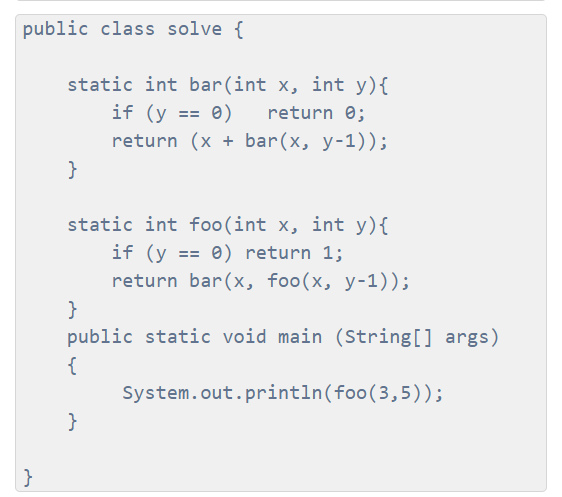 public class solve {
static int bar(int x, int y){
if (y == 0)   return 0;
return (x + bar(x, y-1));
}
static int foo(int x, int y){
if (y == 0) return 1;
return bar(x, foo(x, y-1));
}
public static void main (String[] args)
{
System.out.println(foo(3,5));
}
}